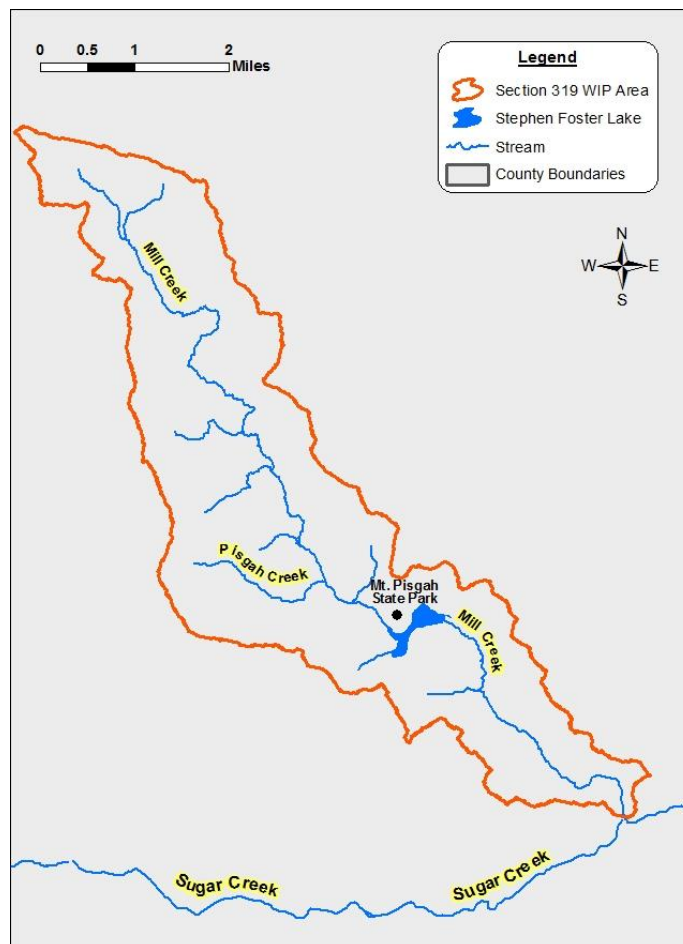 0 0.5 1 2
Miles
Legend
Section 319 WIP Area
Stephen Foster Lake
Stream
County Boundaries
N
W E
S
Mill Creek
Pisgah Creek
Mt. Pisgah
State Park
Mill Creek
Sugar Creek
Sugar Creek